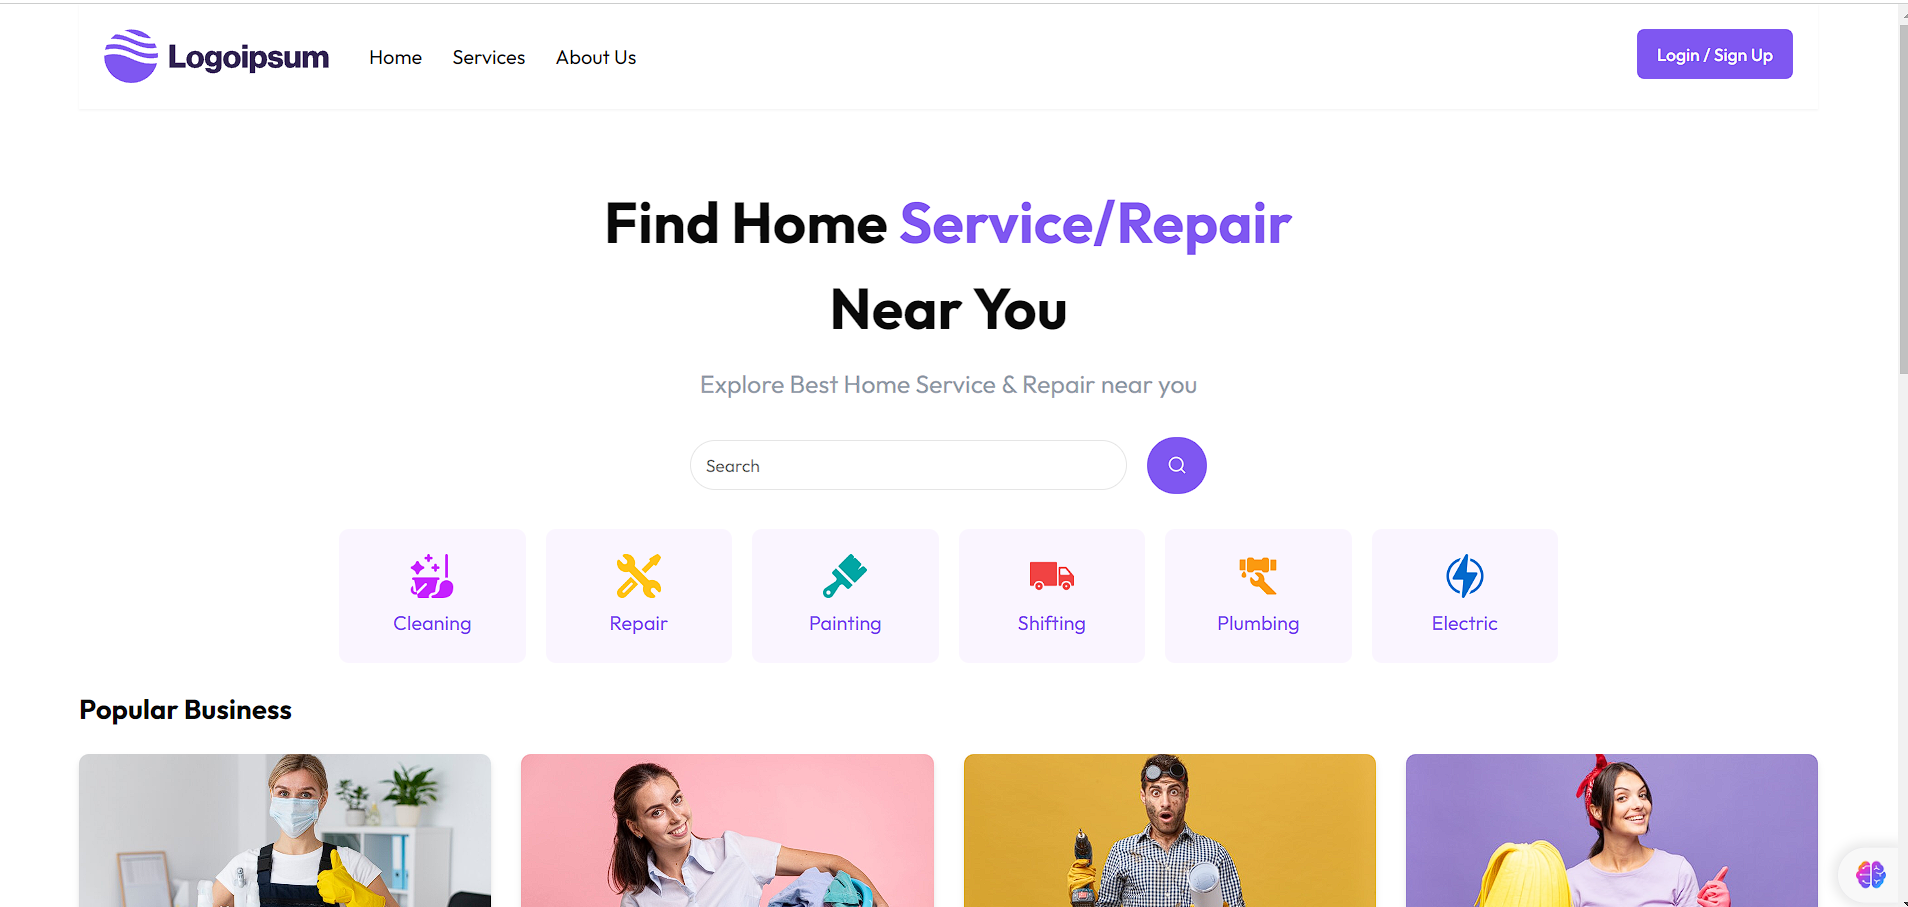 Logoipsum
Home
Services
About Us
Login / Sign Up
Find Home Service/Repair
Near You
Explore Best Home Service & Repair near you
Search
Cleaning
Repair
Painting
Shifting
Plumbing
Electric
Popular Business